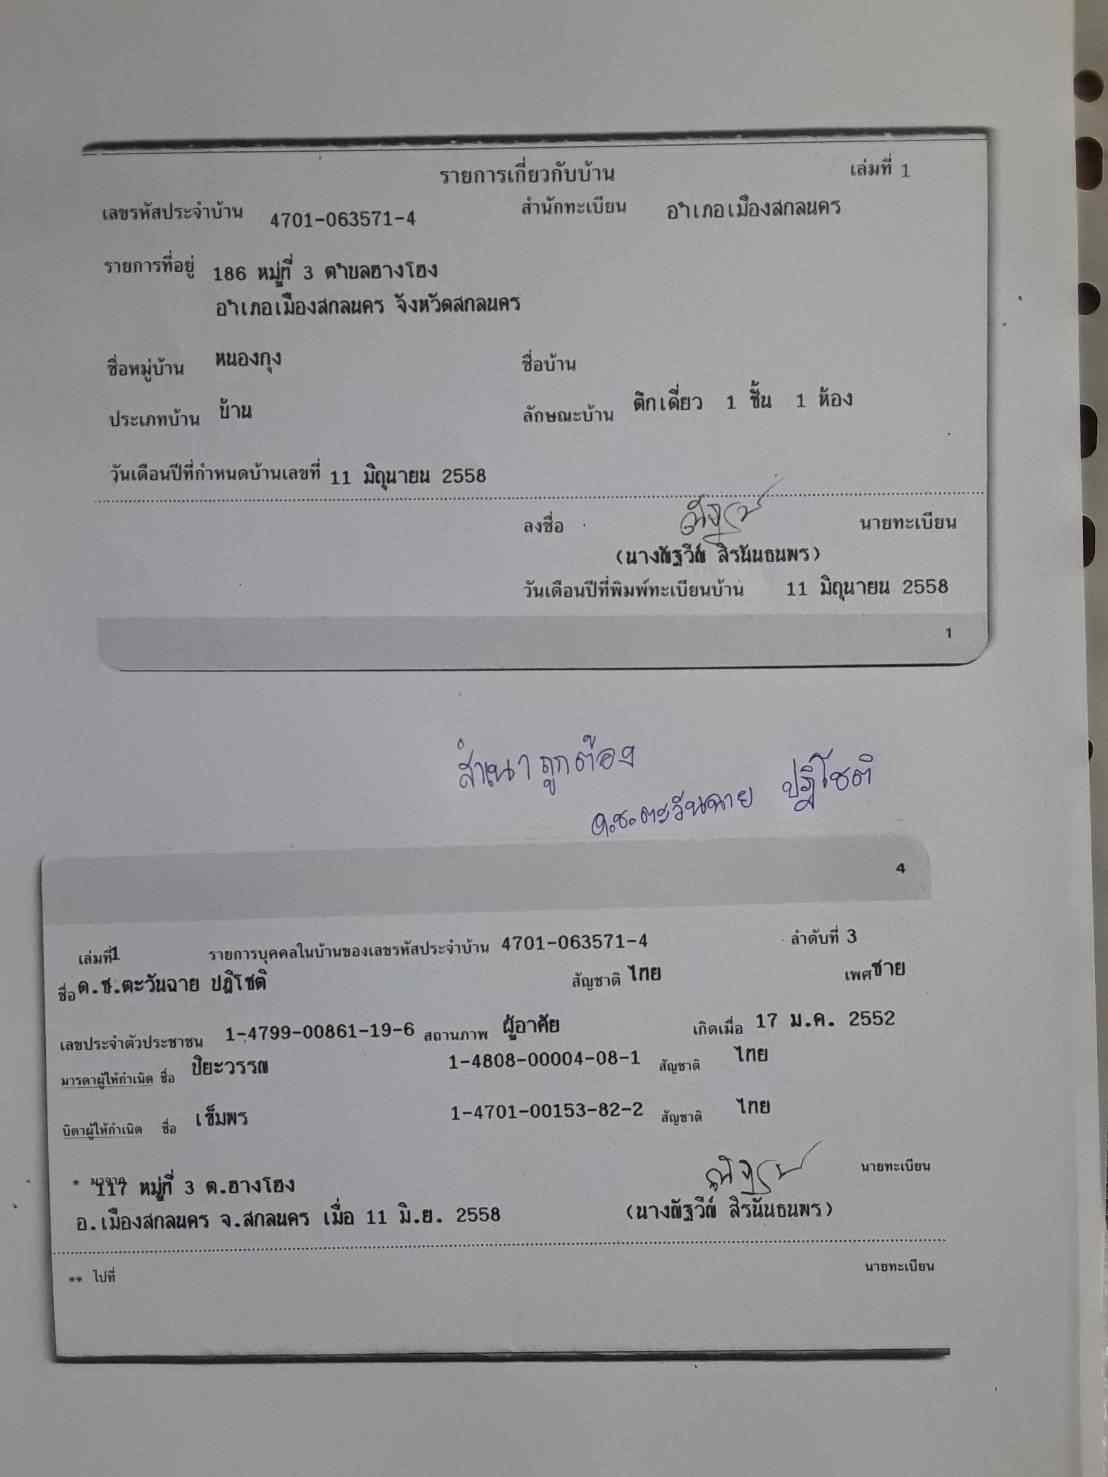 รายการเกี่ยวกับบ้าน เล่มที่ 1
เลขรหัสประจำบ้าน 4701-063571-4 สำนักทะเบียน อำเภอเมืองสกลนคร
รายการที่อยู่ 186 หมู่ที่ 3 ตำบลฮางโฮง
อำเภอเมืองสกลนคร จังหวัดสกลนคร
ชื่อหมู่บ้าน หนองกุง ชื่อบ้าน
ประเภทบ้าน บ้าน ลักษณะบ้าน ตึกเดี่ยว 1 ชั้น 1 ห้อง
วันเดือนปีที่กำหนดบ้านเลขที่ 11 มิถุนายน 2558
ลงชื่อ นายทะเบียน
(นางณัฐวีณ์ สิรนันธนพร)
วันเดือนปีที่พิมพ์ทะเบียนบ้าน 11 มิถุนายน 2558
1
สำเนาถูกต้อง
ด.ช.ตะวันฉาย ปฎิโชติ
4
เล่มที่ 1 รายการบุคคลในบ้านของเลขรหัสประจำบ้าน 4701-063571-4 ลำดับที่ 3
ชื่อ ด.ช.ตะวันฉาย ปฎิโชติ สัญชาติ ไทย เพศ ชาย
เลขประจำตัวประชาชน 1-4799-00861-19-6 สถานภาพ ผู้อาศัย เกิดเมื่อ 17 ม.ค. 2552
มารดาผู้ให้กำเนิด ชื่อ ปิยะวรรณ 1-4808-00004-08-1 สัญชาติ ไทย
บิดาผู้ให้กำเนิด ชื่อ เข็มพร 1-4701-00153-82-2 สัญชาติ ไทย
* มาจาก 117 หมู่ที่ 3 ต.ฮางโฮง นายทะเบียน
อ.เมืองสกลนคร จ.สกลนคร เมื่อ 11 มิ.ย. 2558 (นางณัฐวีณ์ สิรนันธนพร)
** ไปที่ นายทะเบียน